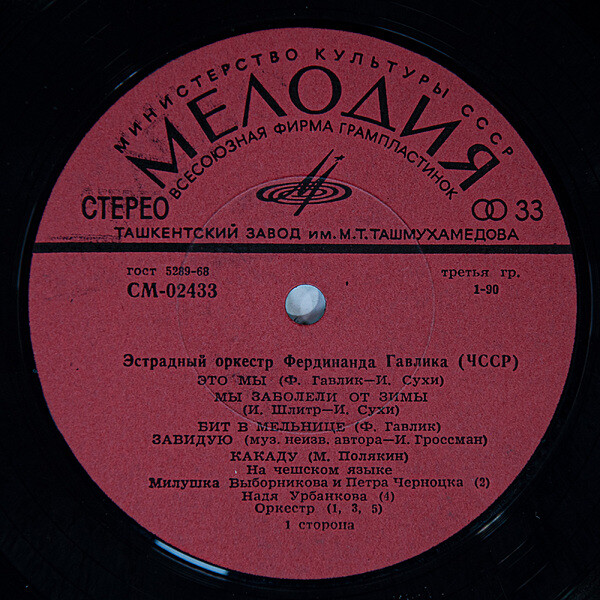 МИНИСТЕРСТВО КУЛЬТУРЫ СССР
МЕЛОДИЯ
ВСЕСОЮЗНАЯ ФИРМА ГРАМПЛАСТИНОК
СТЕРЕО
33
ТАШКЕНТСКИЙ ЗАВОД ИМ. М.Т. ТАШМУХАМЕДОВА
гост 5289-68
третья гр.
СМ-02433
1-90
Эстрадный оркестр Фердинанда Гавлика (ЧССР)
ЭТО МЫ (Ф. Гавлик—И. Сухи)
МЫ ЗАБОЛЕЛИ ОТ ЗИМЫ
(И. Шлитр—И. Сухи)
БИТ В МЕЛЬНИЦЕ (Ф. Гавлик)
ЗАВИДУЮ (муз. неизв. автора—И. Гроссман)
КАКАДУ (М. Полякин)
На чешском языке
Милушка Выборникова и Петра Черноцка (2)
Надя Урбанкова (4)
Оркестр (1, 3, 5)
1 сторона